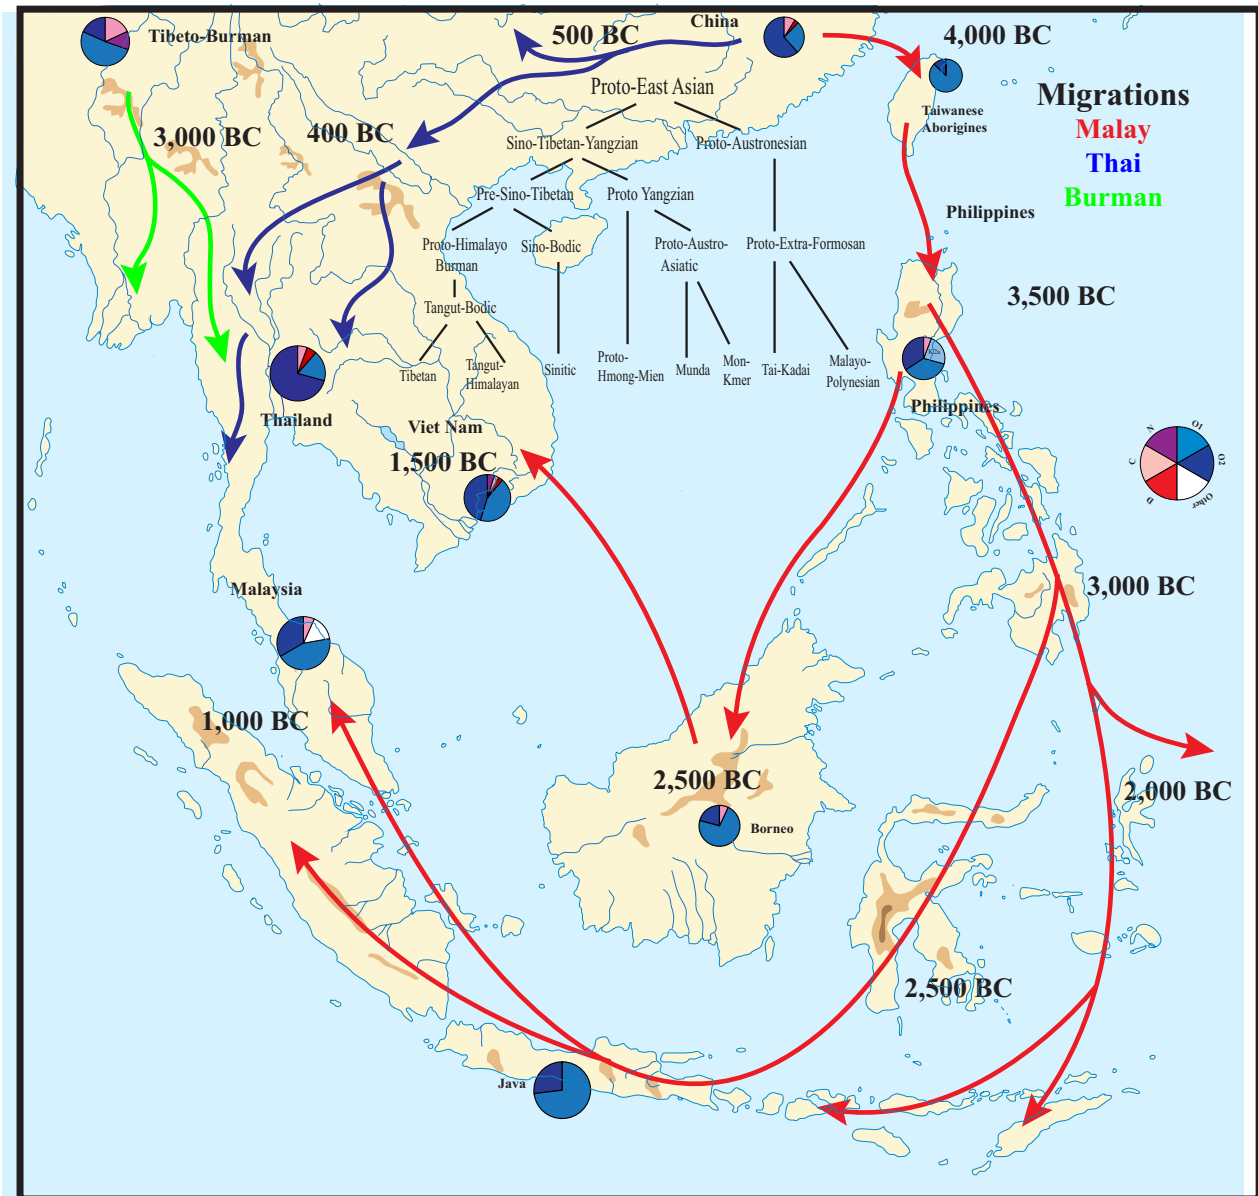 China
500 BC
4,000 BC
Tibeto-Burman
Proto-East Asian
Migrations
Malay
Thai
Burman
Taiwanese
Aborigines
3,000 BC
400 BC
Sino-Tibetan-Yangzian
Proto-Austronesian
Pre-Sino-Tibetan
Proto Yangzian
Philippines
Proto-Himalayo
Burman
Sino-Bodic
Proto-Austro-
Asiatic
Proto-Extra-Formosan
3,500 BC
Tangut-Bodic
Tibetan
Tangut-
Himalayan
Sinitic
Proto-
Hmong-Mien
Munda
Mon-
Kmer
Tai-Kadai
Malayo-
Polynesian
K2a
Philippines
Thailand
Viet Nam
1,500 BC
N
O1
C
O2
D
Other
Malaysia
3,000 BC
1,000 BC
2,500 BC
Borneo
2,000 BC
2,500 BC
Java